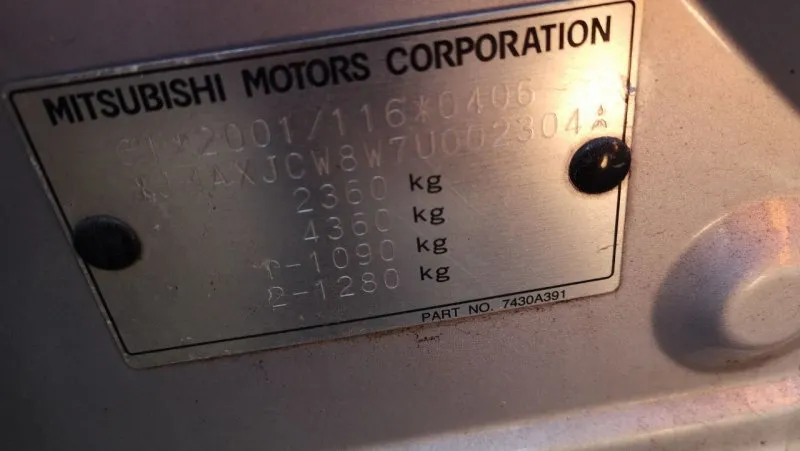 MITSUBISHI MOTORS CORPORATION
2001/116*0406
AXJCW8W7U002304
2360 kg
4360 kg
1-1090 kg
2-1280 kg
PART NO. 7430A391